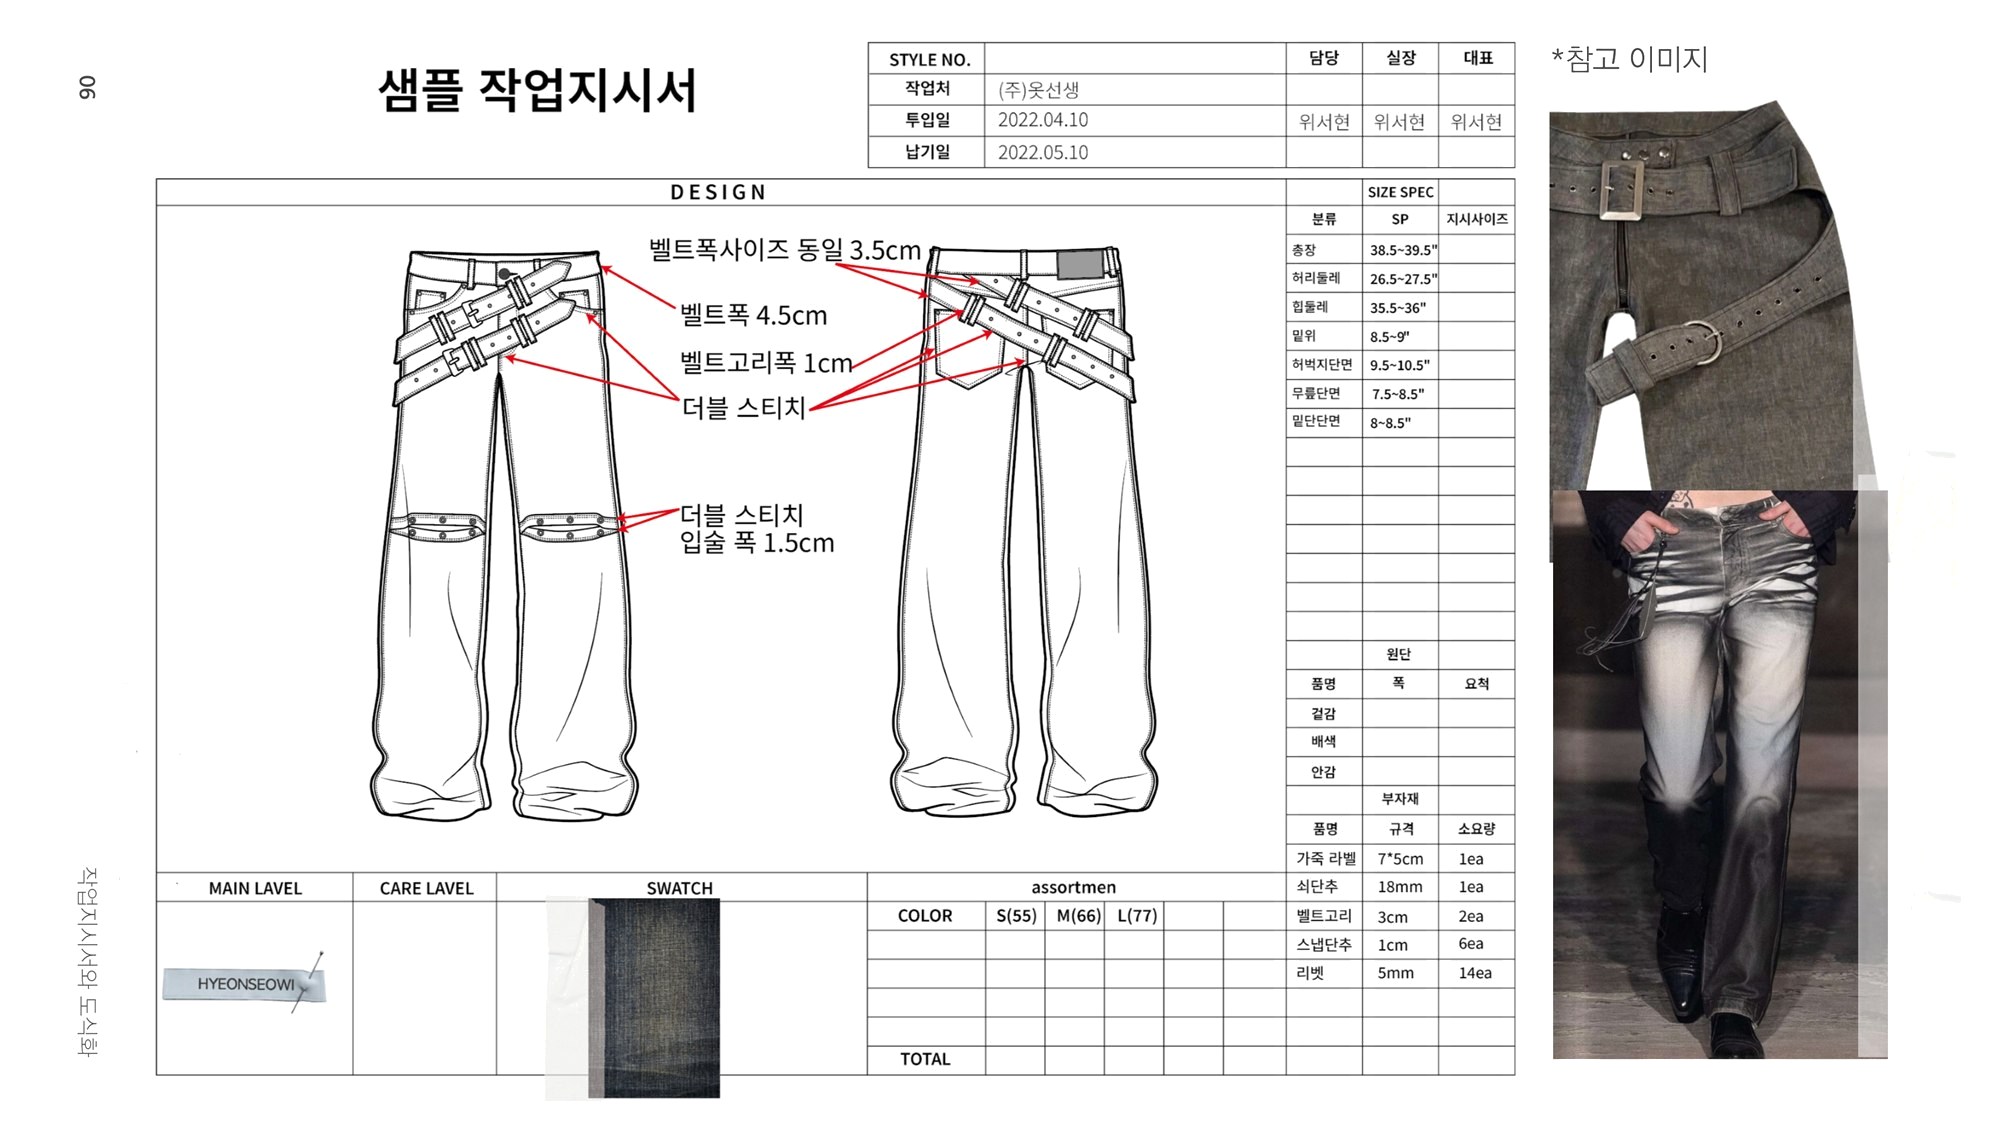 06
샘플 작업지시서
STYLE NO. 담당 실장 대표
작업처 (주)옷선생
투입일 2022.04.10 위서현 위서현 위서현
납기일 2022.05.10
*참고 이미지
DESIGN
벨트폭사이즈 동일 3.5cm
벨트폭 4.5cm
벨트고리폭 1cm
더블 스티치
더블 스티치
입술 폭 1.5cm
SIZE SPEC
분류 SP 지시사이즈
총장 38.5~39.5"
허리둘레 26.5~27.5"
힙둘레 35.5~36"
밑위 8.5~9"
허벅지단면 9.5~10.5"
무릎단면 7.5~8.5"
밑단단면 8~8.5"
원단
품명 폭 요척
겉감
배색
안감
부자재
품명 규격 소요량
가죽 라벨 7*5cm 1ea
쇠단추 18mm 1ea
벨트고리 3cm 2ea
스냅단추 1cm 6ea
리벳 5mm 14ea
MAIN LAVEL CARE LAVEL SWATCH assortmen
HYEONSEOWI
COLOR S(55) M(66) L(77)
TOTAL
작업지시서와 도식화